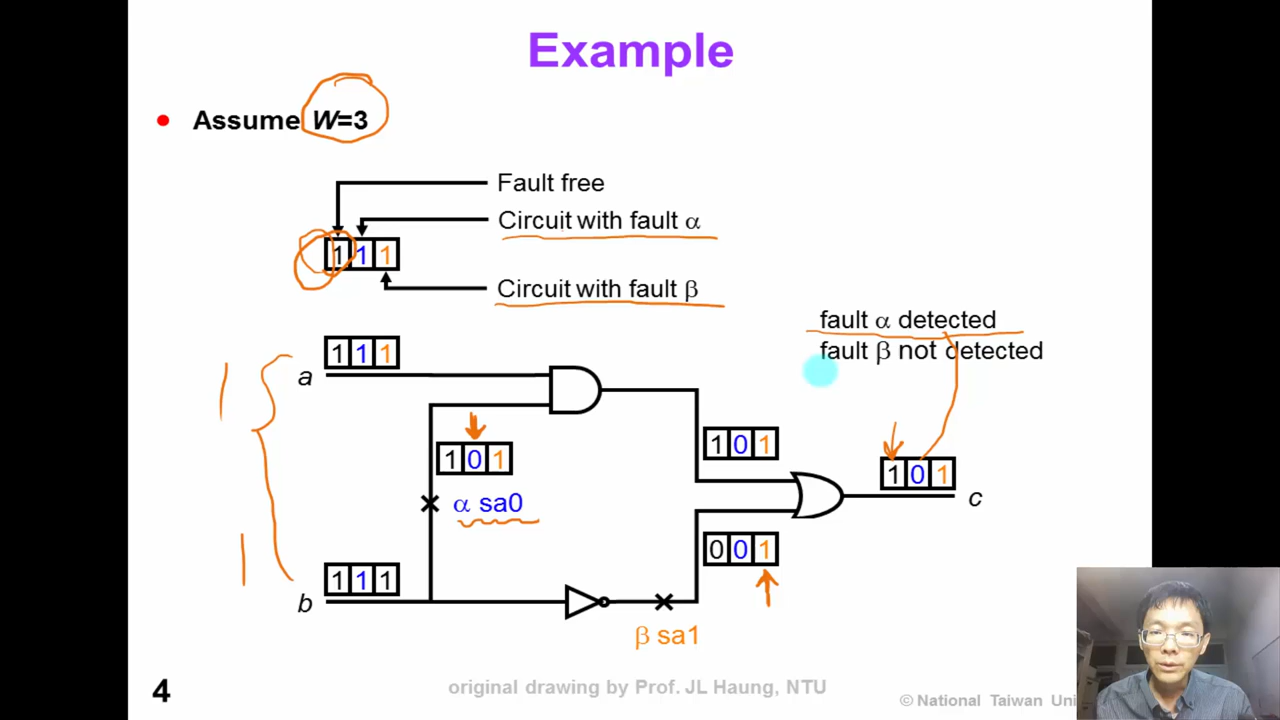 Example
• Assume W=3
Fault free
Circuit with fault α
1 1 1
Circuit with fault β
fault α detected
fault β not detected
1 1 1
a
1
1 0 1
1 0 1
1 0 1
c
α sa0
0 0 1
1
1 1 1
b
β sa1
4
original drawing by Prof. JL Haung, NTU
© National Taiwan Uni